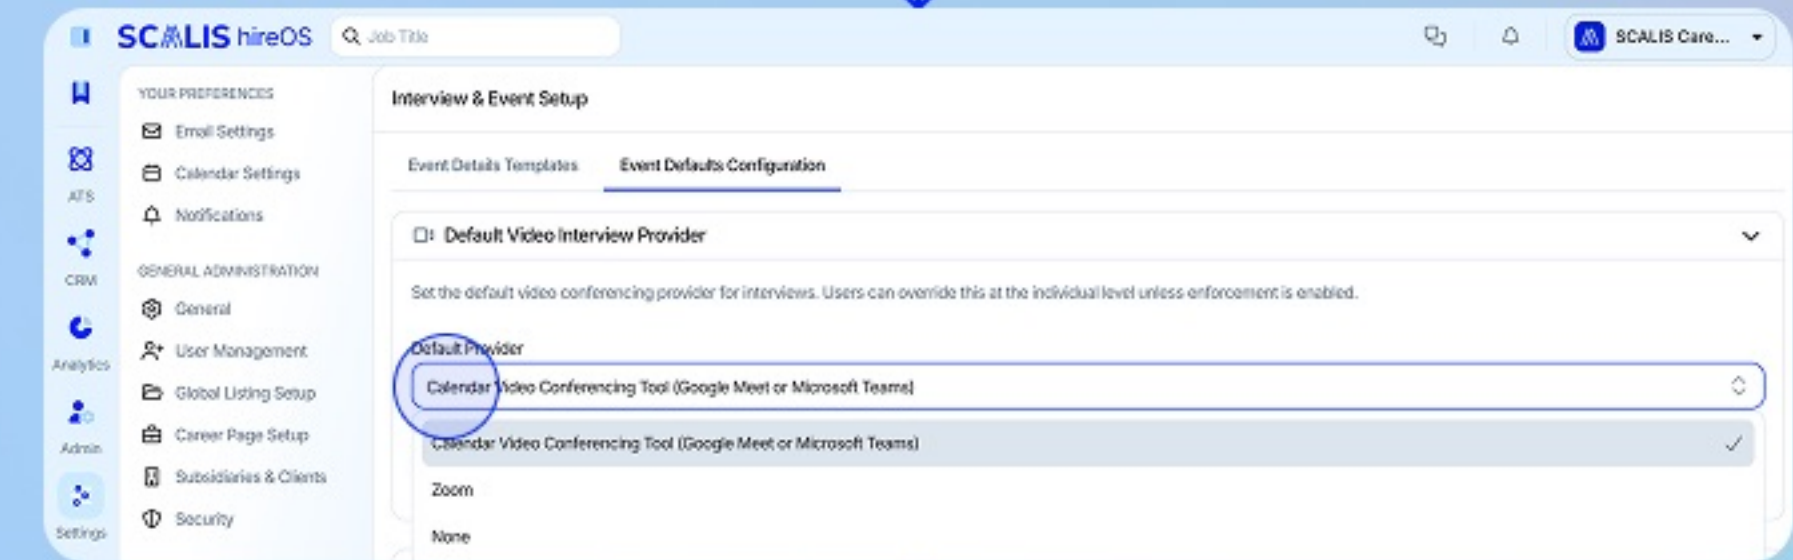 SCALIS hireOS
Job Title
SCALIS Care...
YOUR PREFERENCES
Email Settings
Calendar Settings
Notifications
GENERAL ADMINISTRATION
General
User Management
Global Listing Setup
Career Page Setup
Subsidiaries & Clients
Security
ATS
CRM
Analytics
Admin
Settings
Interview & Event Setup
Event Details Templates
Event Defaults Configuration
Default Video Interview Provider
Set the default video conferencing provider for interviews. Users can override this at the individual level unless enforcement is enabled.
Default Provider
Calendar Video Conferencing Tool (Google Meet or Microsoft Teams)
Calendar Video Conferencing Tool (Google Meet or Microsoft Teams)
Zoom
None